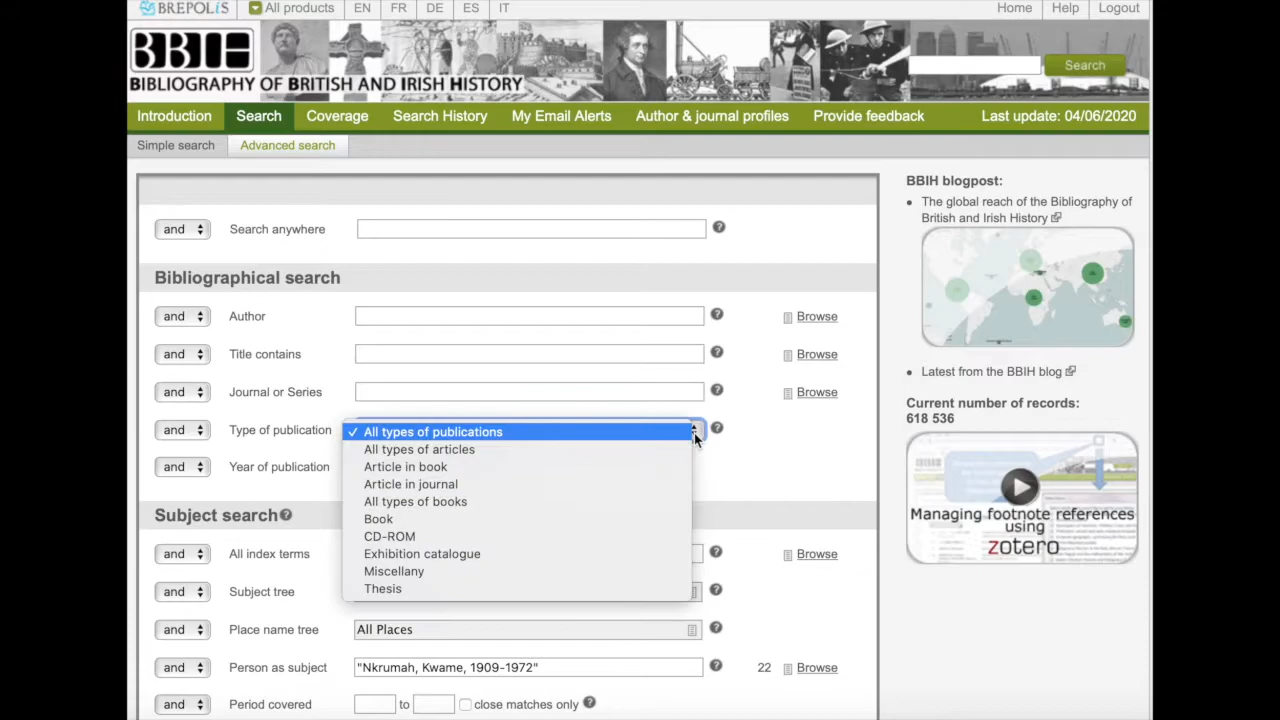 BREPOLiS All products EN FR DE ES IT Home Help Logout
BBIH
BIBLIOGRAPHY OF BRITISH AND IRISH HISTORY
Search
Introduction Search Coverage Search History My Email Alerts Author & journal profiles Provide feedback Last update: 04/06/2020
Simple search Advanced search
and Search anywhere
Bibliographical search
and Author Browse
and Title contains Browse
and Journal or Series Browse
and Type of publication
✓ All types of publications
All types of articles
Article in book
Article in journal
All types of books
Book
CD-ROM
Exhibition catalogue
Miscellany
Thesis
and Year of publication
Subject search
and All index terms Browse
and Subject tree
and Place name tree All Places
and Person as subject "Nkrumah, Kwame, 1909-1972" 22 Browse
and Period covered to close matches only
BBIH blogpost:
The global reach of the Bibliography of
British and Irish History
Latest from the BBIH blog
Current number of records:
618 536
Managing footnote references
using
zotero